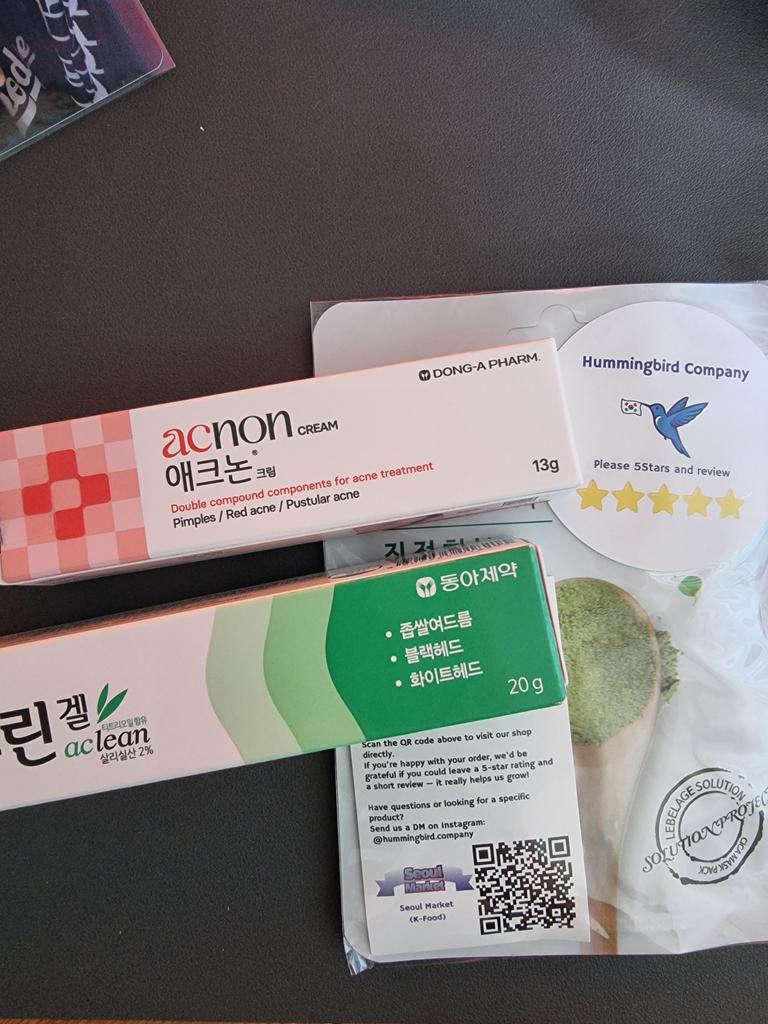 DONG-A PHARM.
acnon CREAM
애크논® 크림
13g
Double compound components for acne treatment
Pimples / Red acne / Pustular acne
Hummingbird Company
Please 5Stars and review
동아제약
• 좁쌀여드름
• 블랙헤드
• 화이트헤드
20 g
린 겔
티트리오일 함유
aclean
살리실산 2%
Scan the QR code above to visit our shop
directly.
If you're happy with your order, we'd be
grateful if you could leave a 5-star rating and
a short review — it really helps us grow!
Have questions or looking for a specific
product?
Send us a DM on Instagram:
@hummingbird.company
Seoul
Market
Seoul Market
(K-Food)
LEBELAGE SOLUTION
CICA MASK PACK